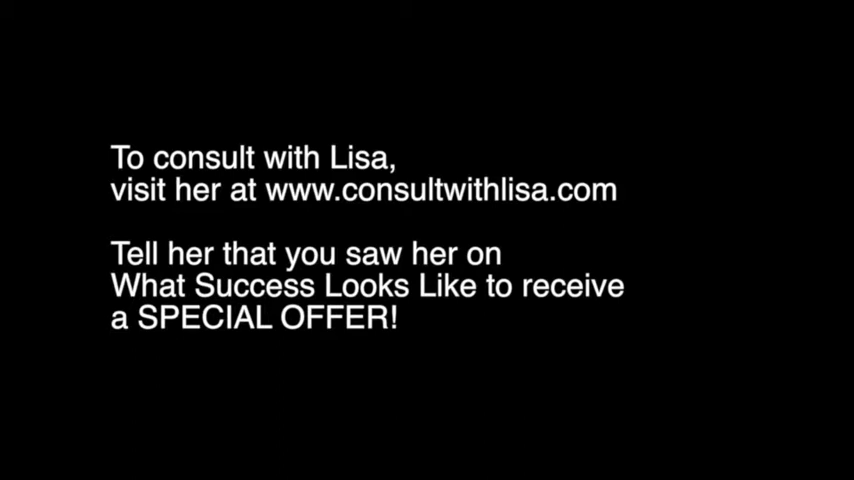 To consult with Lisa,
visit her at www.consultwithlisa.com
Tell her that you saw her on
What Success Looks Like to receive
a SPECIAL OFFER!